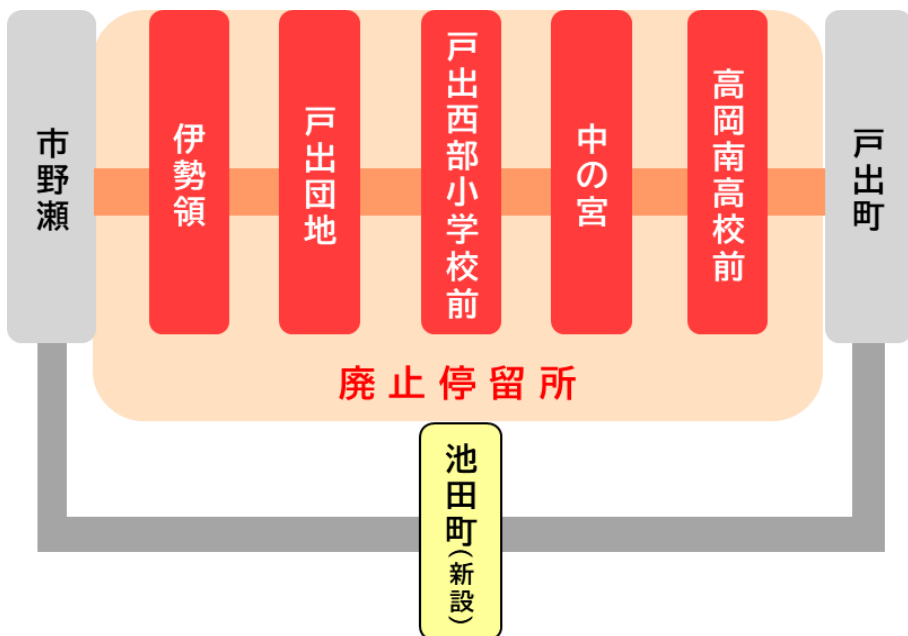 市野瀬
伊勢領
戸出団地
戸出西部小学校前
中の宮
高岡南高校前
戸出町
廃止停留所
池田町(新設)